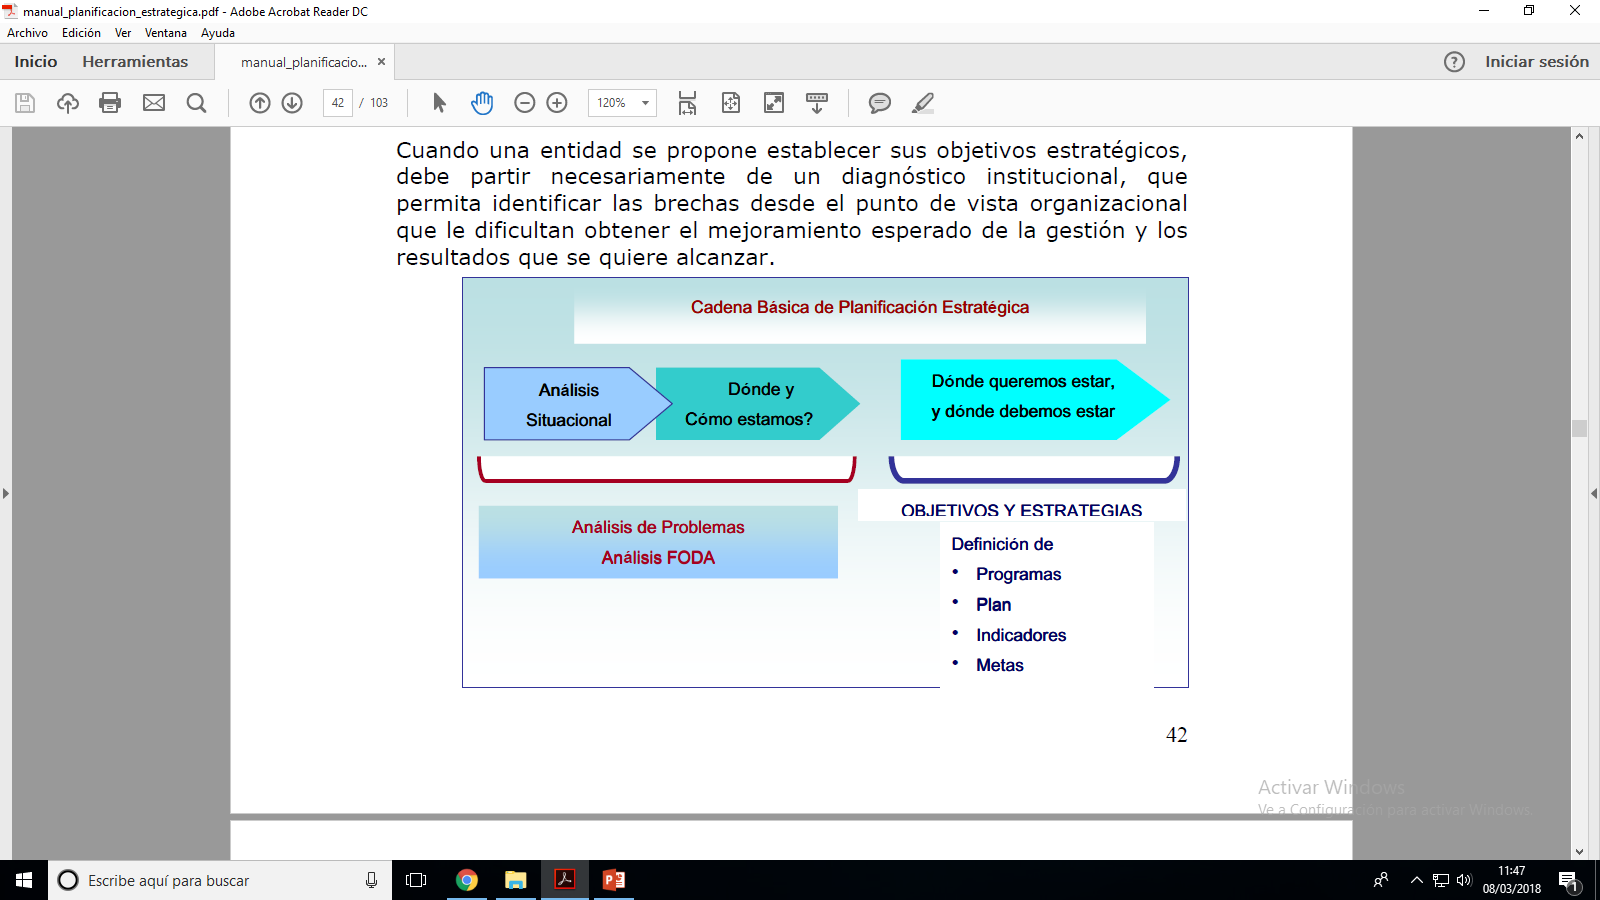 manual_planificacion_estrategica.pdf - Adobe Acrobat Reader DC
Archivo Edición Ver Ventana Ayuda
Inicio Herramientas manual_planificacio... × ? Iniciar sesión
42 / 103 120%
Cuando una entidad se propone establecer sus objetivos estratégicos,
debe partir necesariamente de un diagnóstico institucional, que
permita identificar las brechas desde el punto de vista organizacional
que le dificultan obtener el mejoramiento esperado de la gestión y los
resultados que se quiere alcanzar.
Cadena Básica de Planificación Estratégica
Análisis
Situacional
Dónde y
Cómo estamos?
Dónde queremos estar,
y dónde debemos estar
Análisis de Problemas
Análisis FODA
OBJETIVOS Y ESTRATEGIAS
Definición de
• Programas
• Plan
• Indicadores
• Metas
42
Activar Windows
Ve a Configuración para activar Windows.
Escribe aquí para buscar
11:47
08/03/2018
1